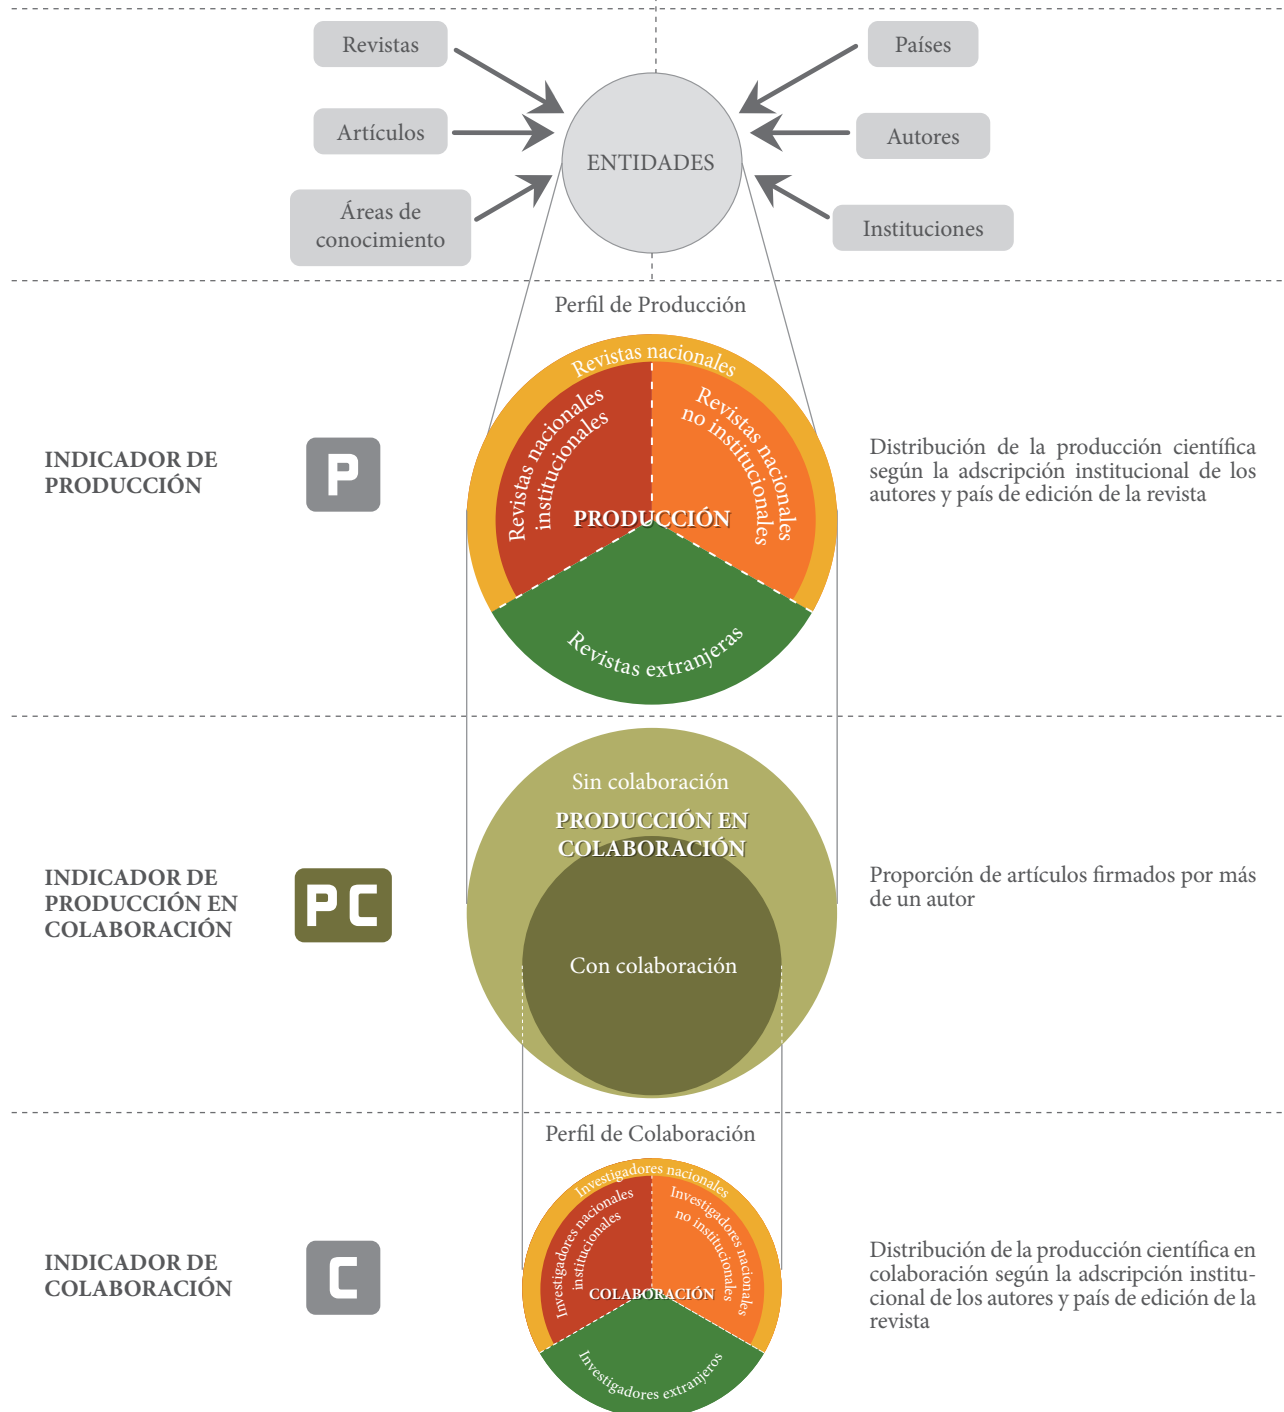 Revistas
Países
Artículos
Autores
ENTIDADES
Áreas de
conocimiento
Instituciones
Perfil de Producción
Revistas nacionales
Revistas nacionales
institucionales
Revistas nacionales
no institucionales
PRODUCCIÓN
Revistas extranjeras
INDICADOR DE
PRODUCCIÓN
P
Distribución de la producción científica
según la adscripción institucional de los
autores y país de edición de la revista
Sin colaboración
PRODUCCIÓN EN
COLABORACIÓN
Con colaboración
INDICADOR DE
PRODUCCIÓN EN
COLABORACIÓN
PC
Proporción de artículos firmados por más
de un autor
Perfil de Colaboración
Investigadores nacionales
Investigadores nacionales
institucionales
Investigadores nacionales
no institucionales
COLABORACIÓN
Investigadores extranjeros
INDICADOR DE
COLABORACIÓN
C
Distribución de la producción científica en
colaboración según la adscripción institu-
cional de los autores y país de edición de la
revista